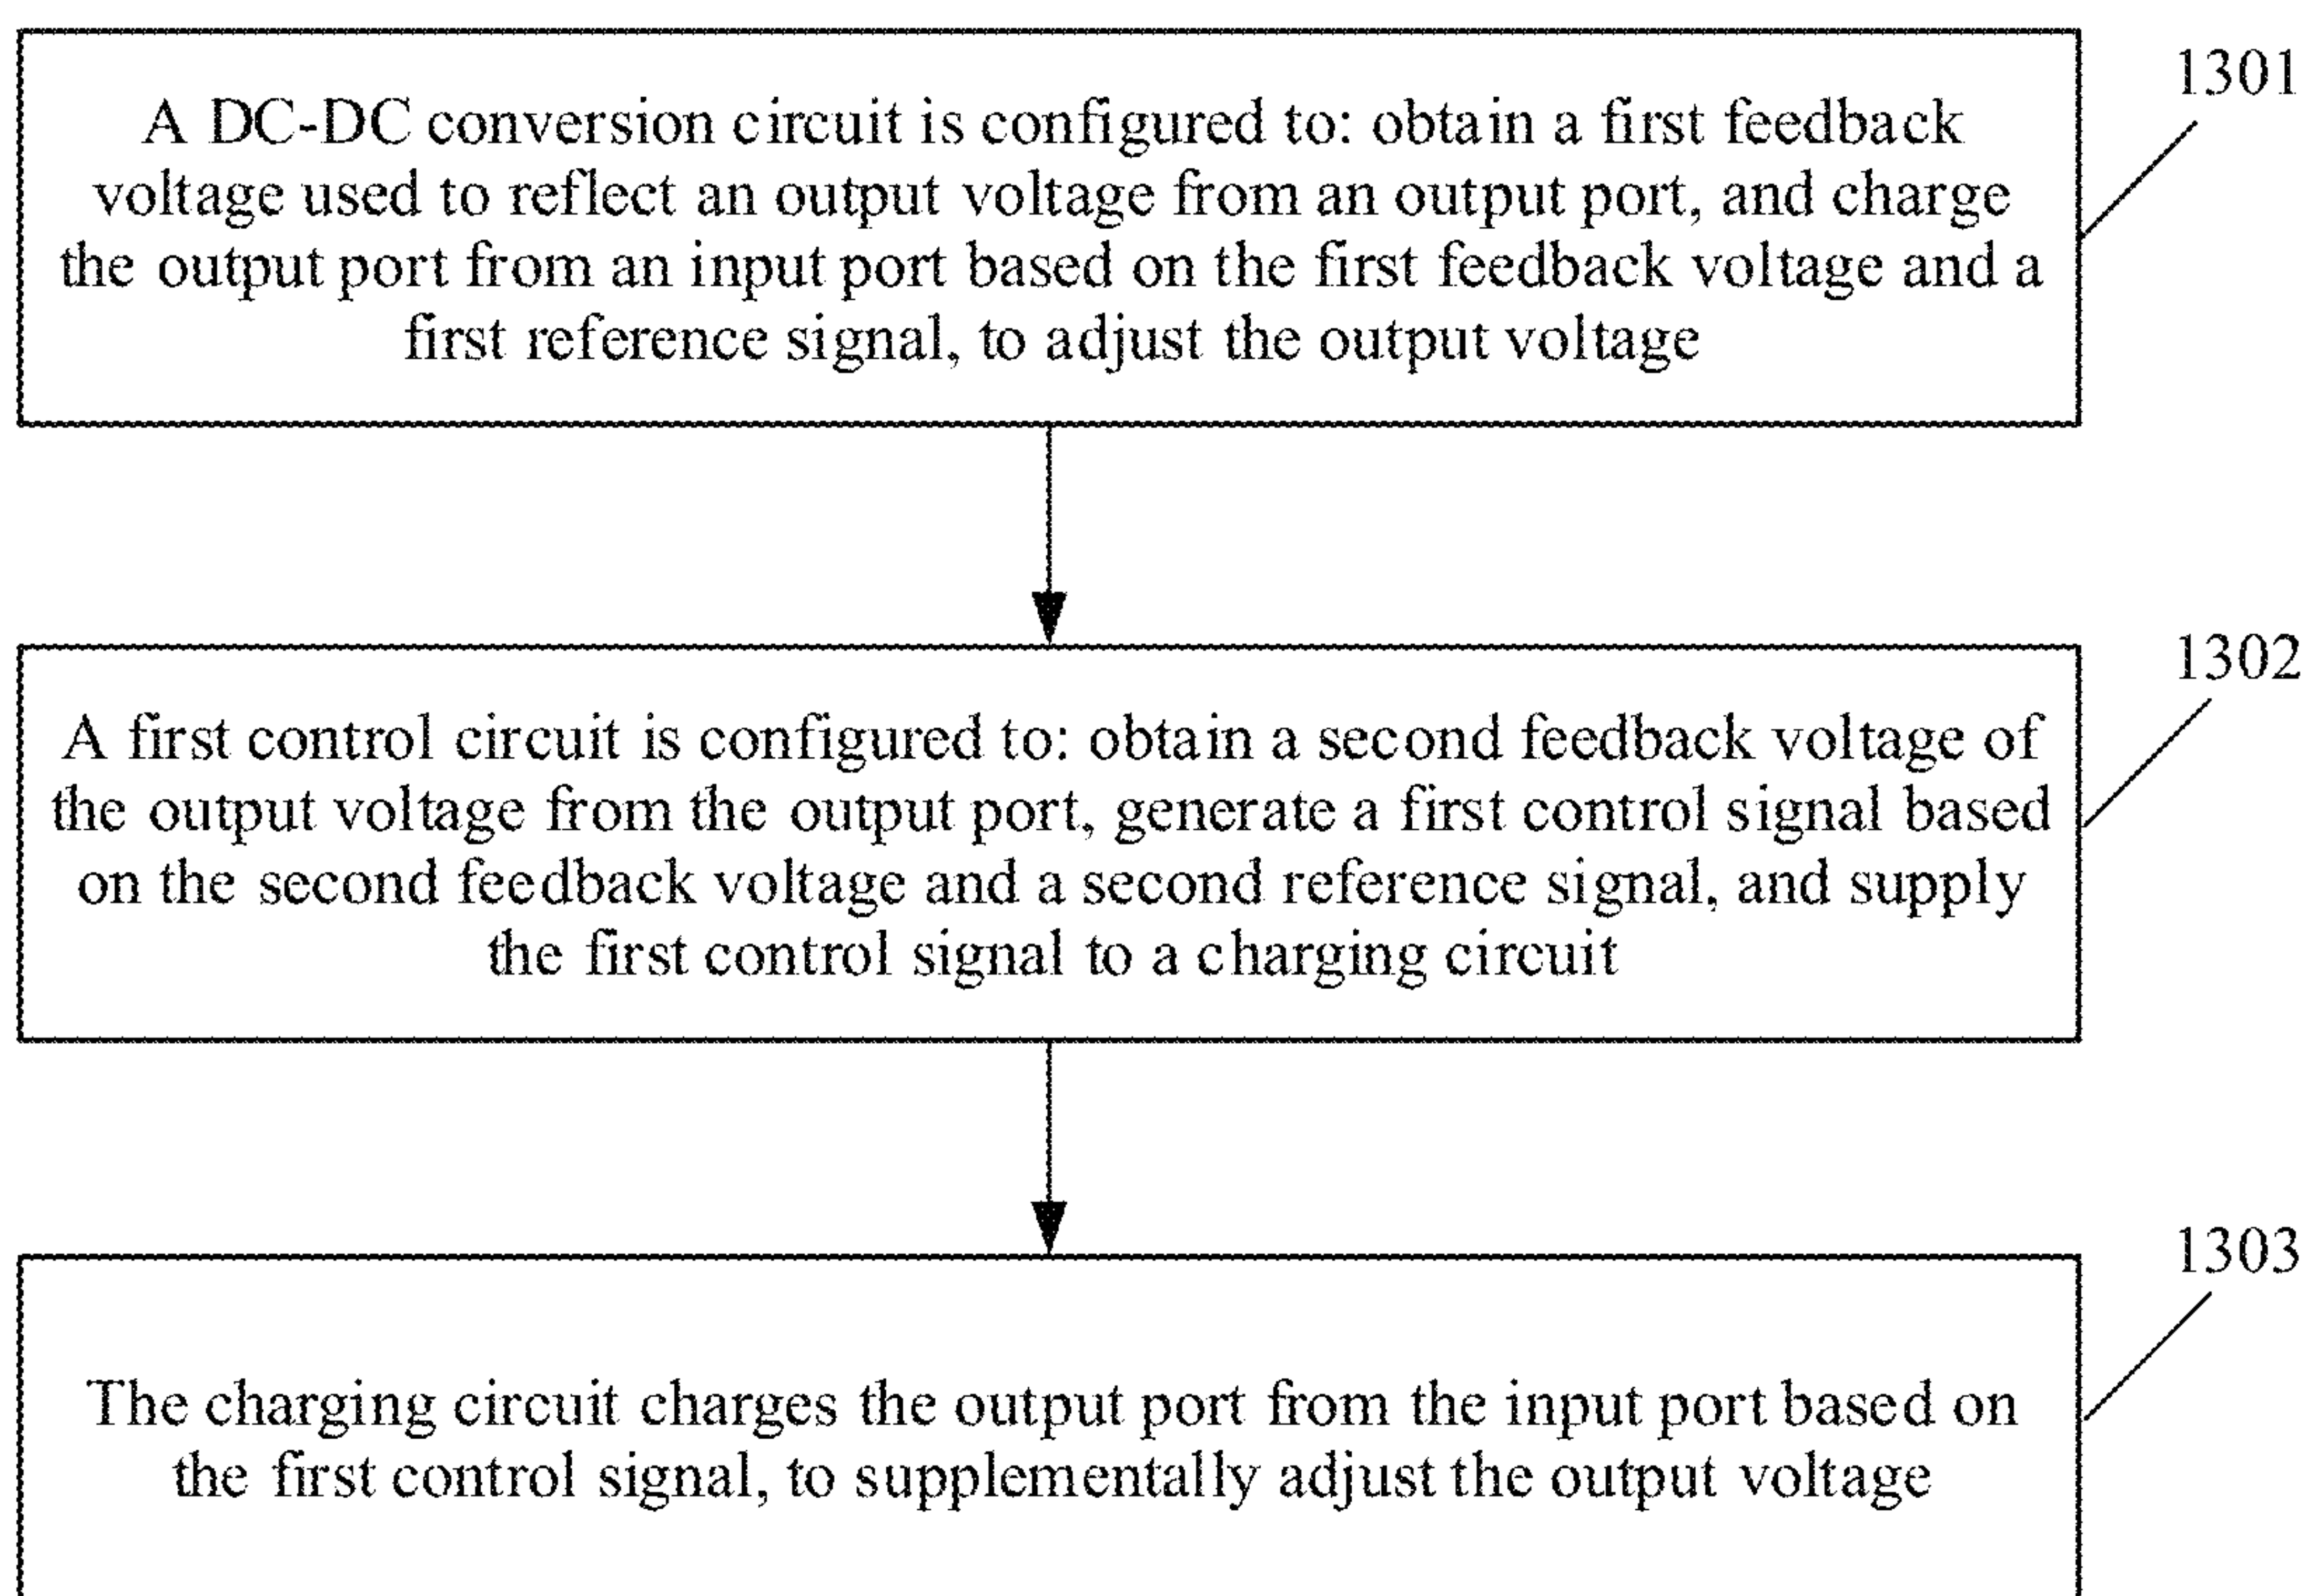 1301
A DC-DC conversion circuit is configured to: obtain a first feedback
voltage used to reflect an output voltage from an output port, and charge
the output port from an input port based on the first feedback voltage and a
first reference signal, to adjust the output voltage
1302
A first control circuit is configured to: obtain a second feedback voltage of
the output voltage from the output port, generate a first control signal based
on the second feedback voltage and a second reference signal, and supply
the first control signal to a charging circuit
1303
The charging circuit charges the output port from the input port based on
the first control signal, to supplementally adjust the output voltage